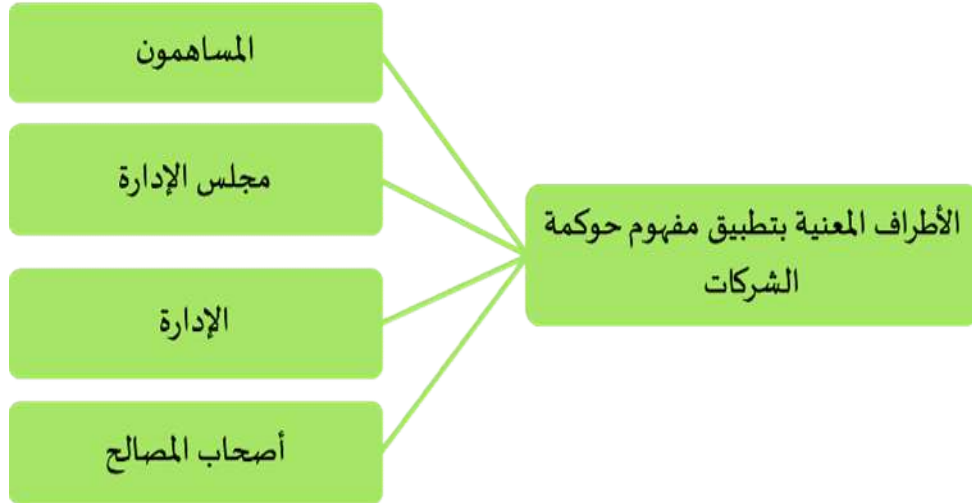 الأطراف المعنية بتطبيق مفهوم حوكمة
الشركات
المساهمون
مجلس الإدارة
الإدارة
أصحاب المصالح